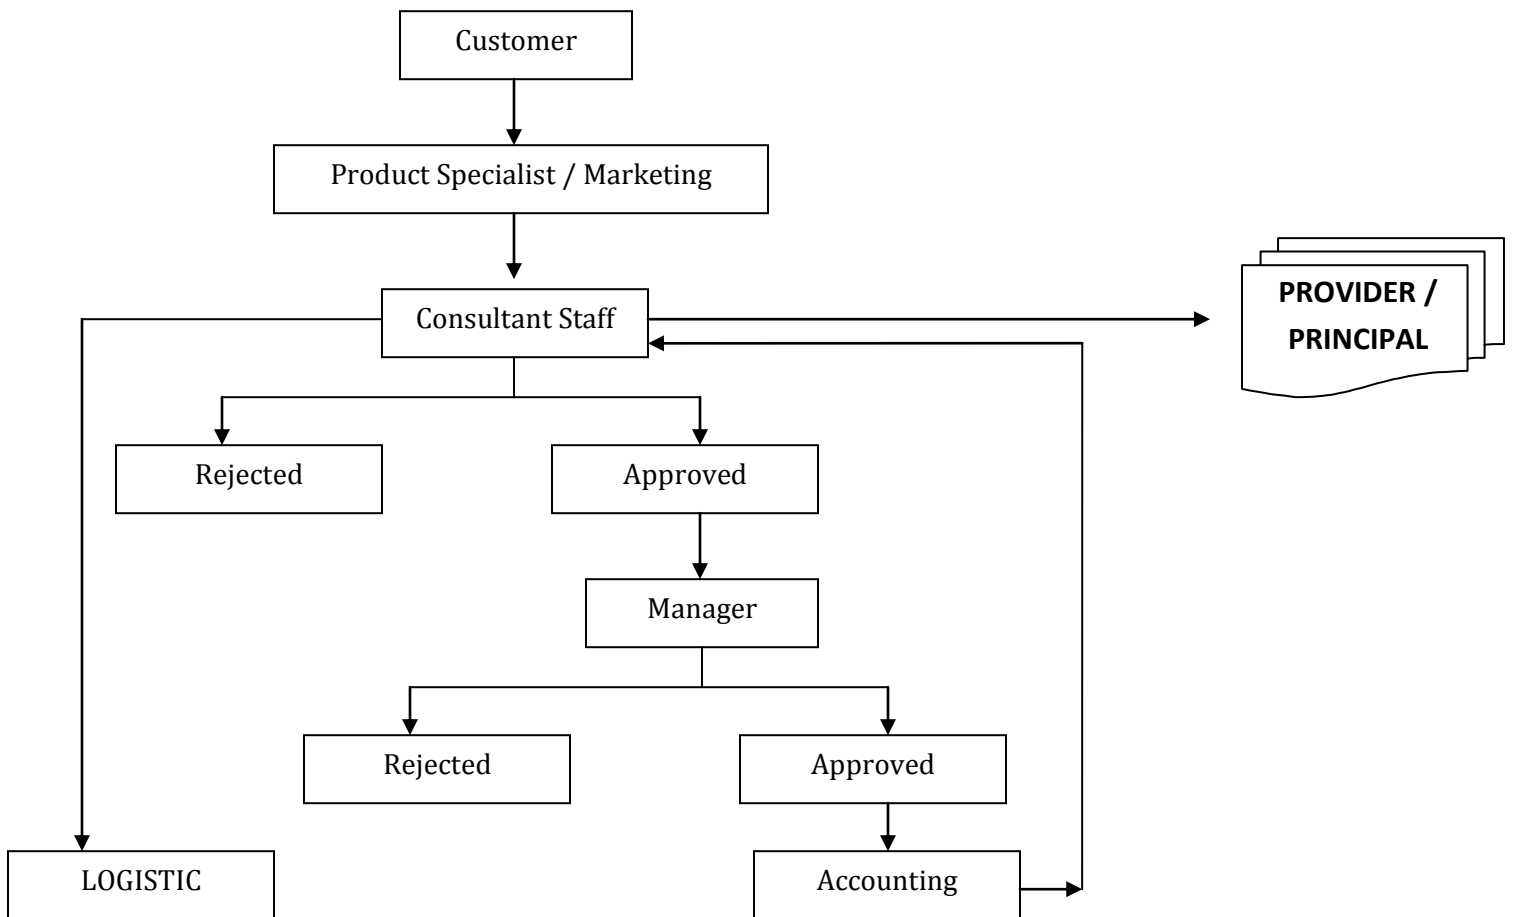 Customer
Product Specialist / Marketing
Consultant Staff
PROVIDER /
PRINCIPAL
Rejected
Approved
Manager
Rejected
Approved
LOGISTIC
Accounting